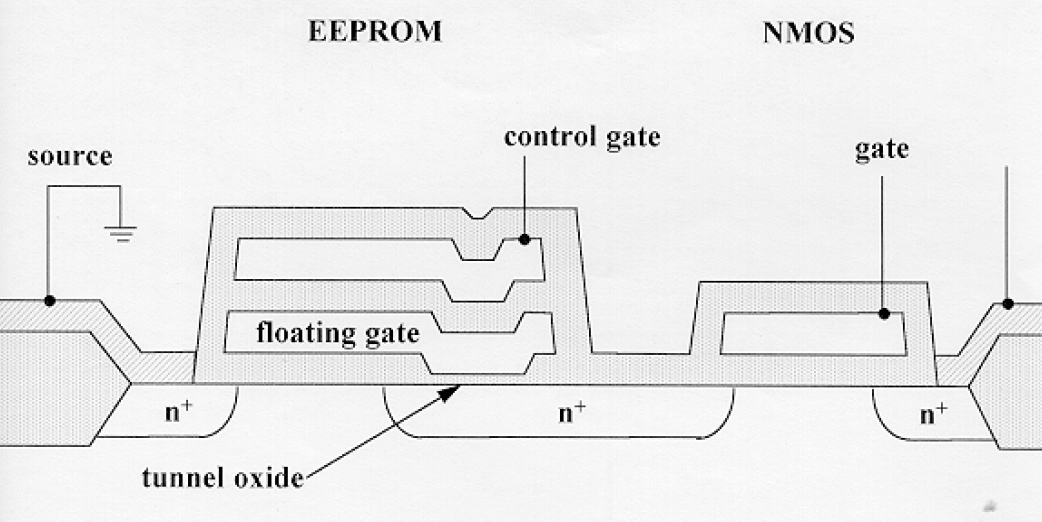 EEPROM
NMOS
source
control gate
gate
floating gate
n⁺
n⁺
n⁺
tunnel oxide